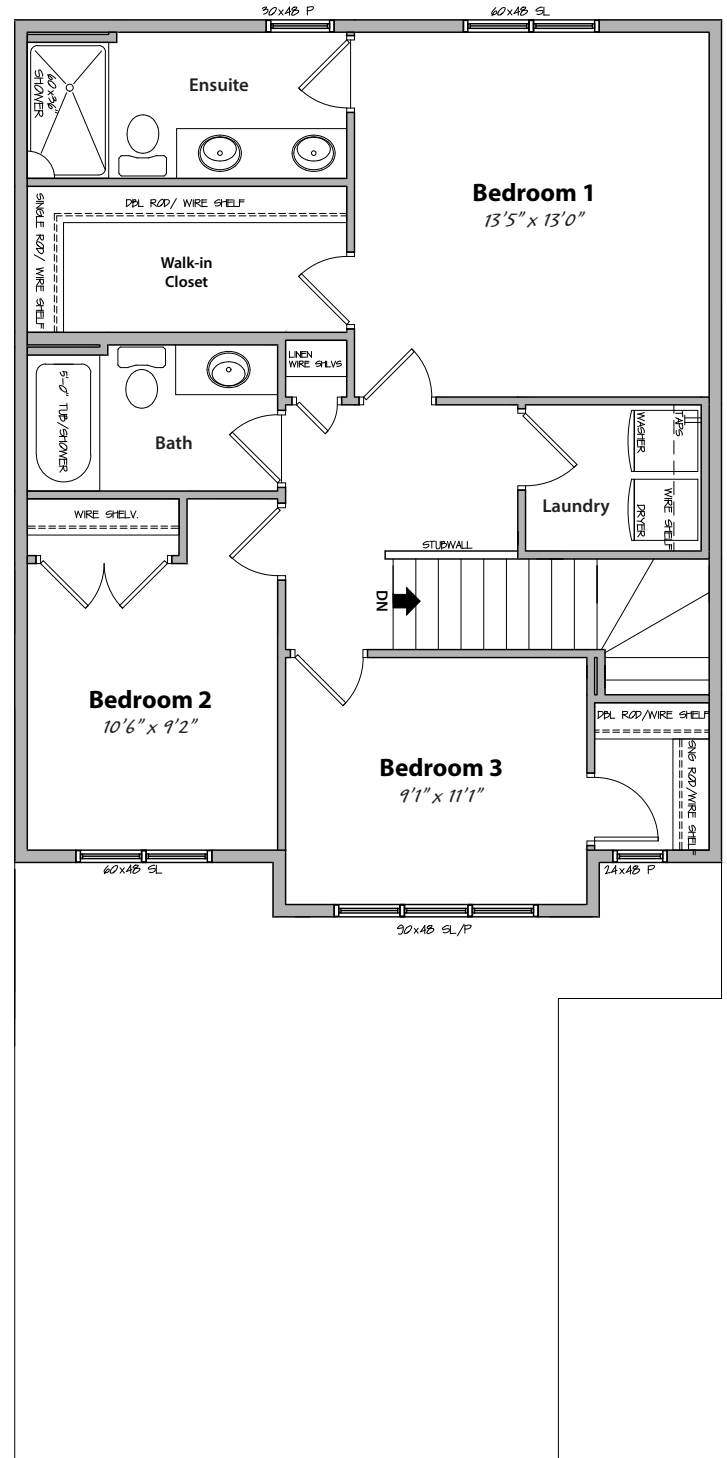 30x48 P
60x48 SL
60x36"
SHOWER
Ensuite
Bedroom 1
13'5" x 13'0"
DBL ROD/ WIRE SHELF
SINGLE ROD/ WIRE SHELF
Walk-in
Closet
LINEN
WIRE SHLVS
5'-0" TUB/SHOWER
Bath
TAPS
WASHER
WIRE SHELF
DRYER
Laundry
WIRE SHELV.
STUBWALL
DN
Bedroom 2
10'6" x 9'2"
Bedroom 3
9'1" x 11'1"
DBL ROD/WIRE SHELF
SNG ROD/WIRE SHELF
60x48 SL
24x48 P
90x48 SL/P